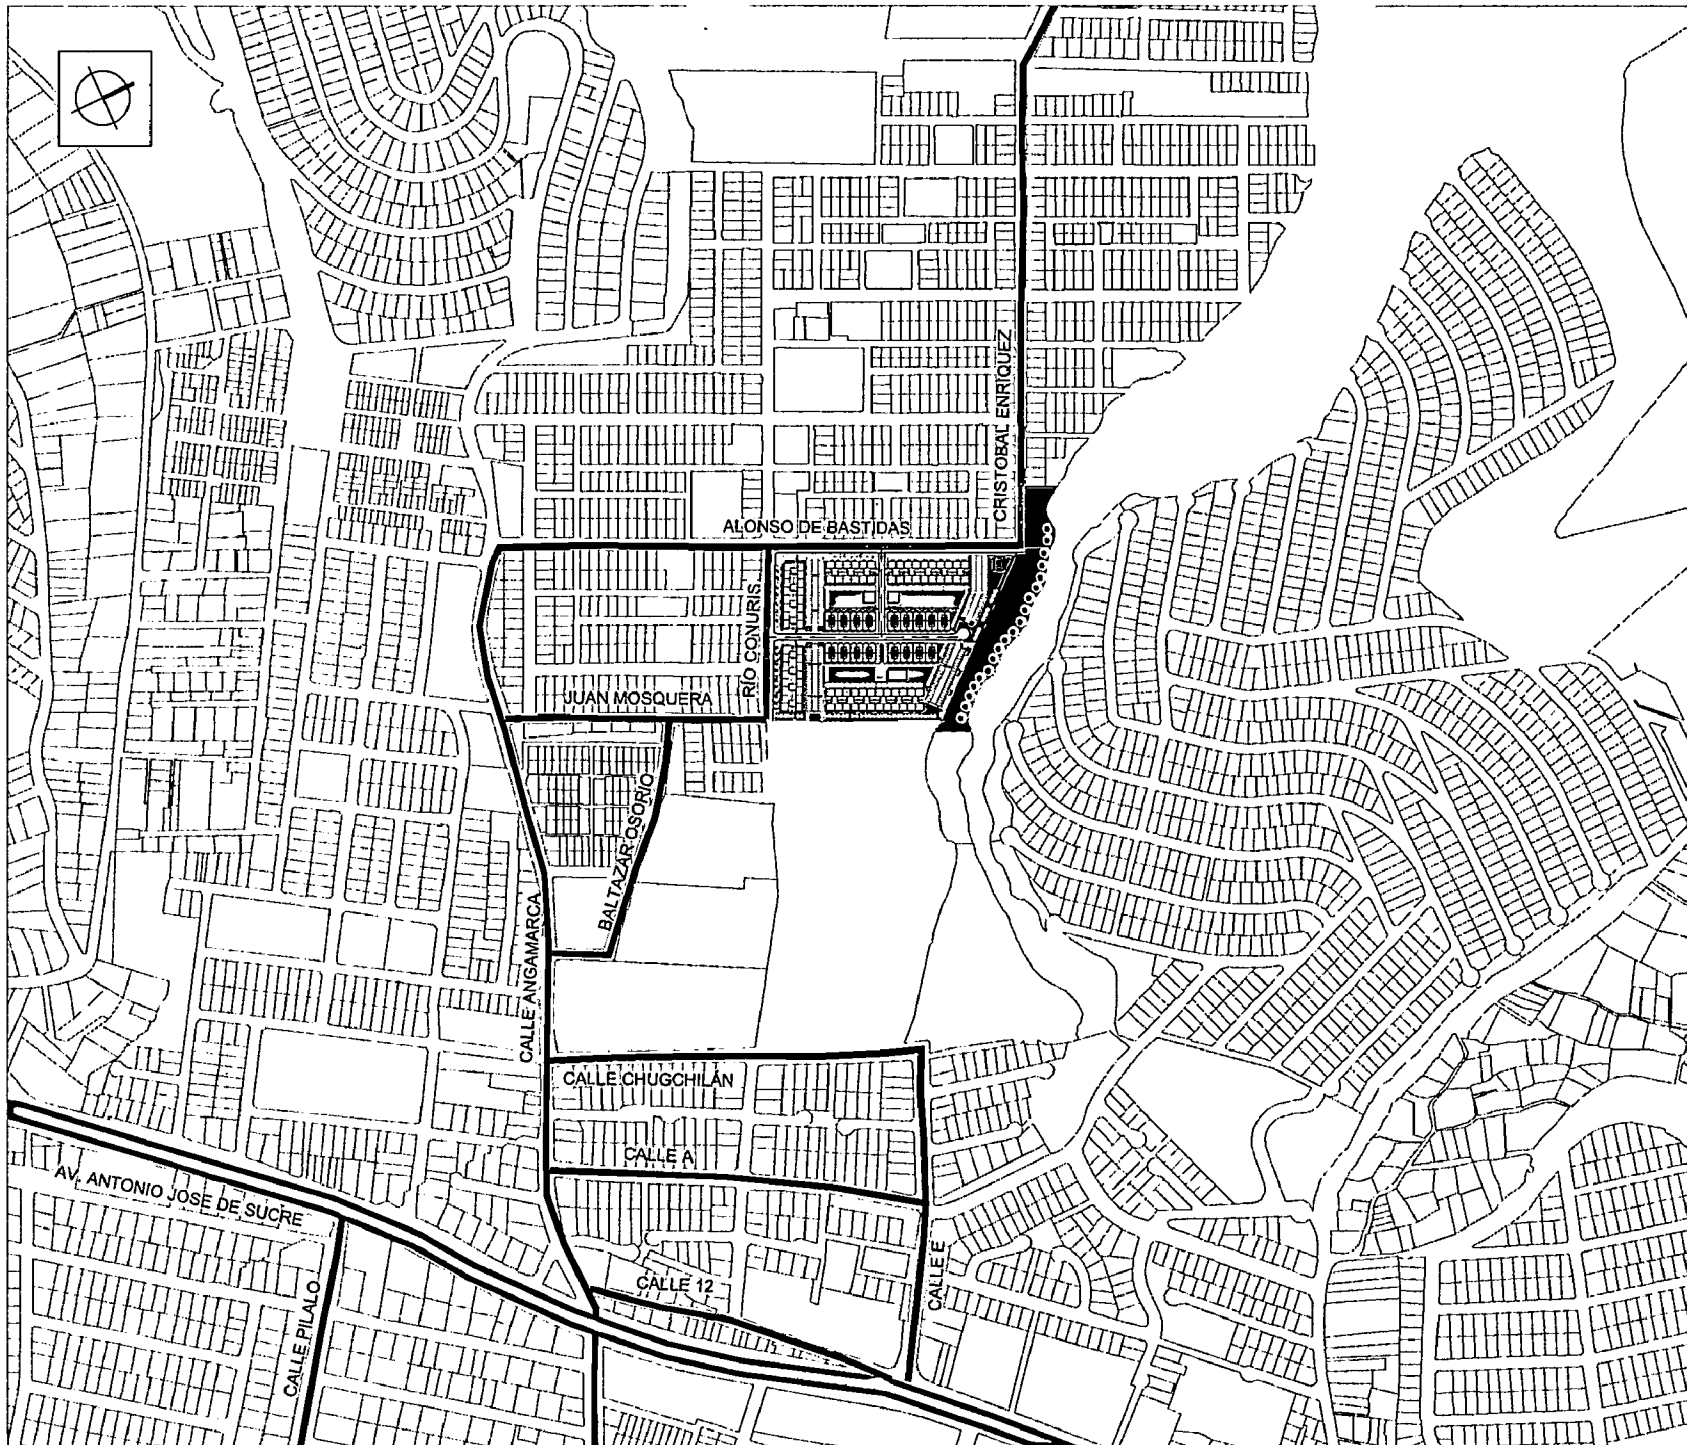 CRISTOBAL ENRIQUEZ
ALONSO DE BASTIDAS
RÍO CONURIS
JUAN MOSQUERA
BALTAZAR OSORIO
CALLE ANGAMARCA
CALLE CHUGCHILÁN
CALLE A
AV. ANTONIO JOSE DE SUCRE
CALLE 12
CALLE
CALLE PILALO